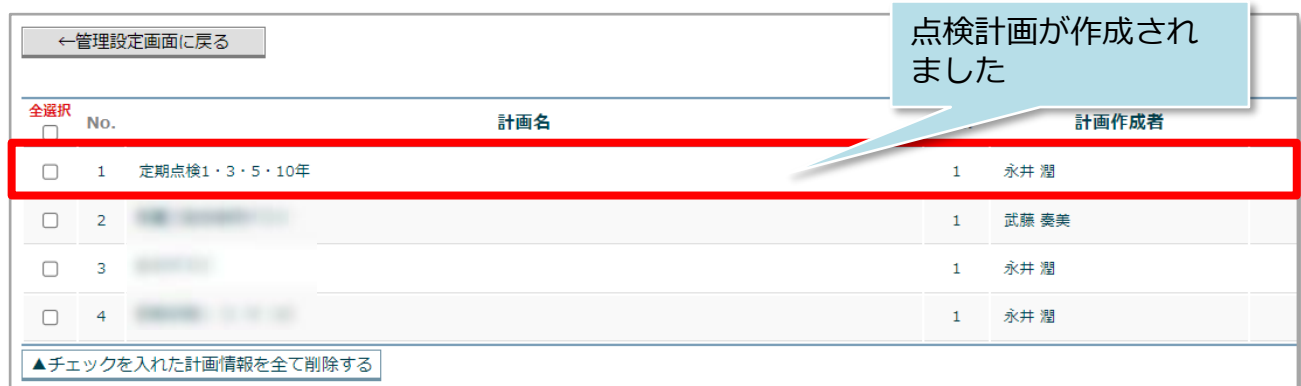 点検計画が作成され
ました
←管理設定画面に戻る
全選択 No. 計画名 計画作成者
1 定期点検1・3・5・10年 1 永井 潤
2 1 武藤 奏美
3 1 永井 潤
4 1 永井 潤
▲チェックを入れた計画情報を全て削除する